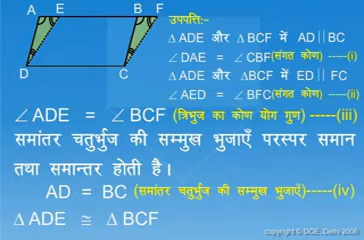 A E B F
D C
उपपत्ति:-
Δ ADE और Δ BCF में AD||BC
∠ DAE = ∠ CBF(संगत कोण) -----(i)
Δ ADE और ΔBCF में ED||FC
∠ AED = ∠ BFC(संगत कोण)-----(ii)
∠ ADE = ∠ BCF (त्रिभुज का कोण योग गुण) -----(iii)
समांतर चतुर्भुज की सम्मुख भुजाएँ परस्पर समान
तथा समान्तर होती है।
AD = BC (समांतर चतुर्भुज की सम्मुख भुजाऐं)-----(iv)
Δ ADE ≅ Δ BCF
copyright © DOE, Delhi 2006